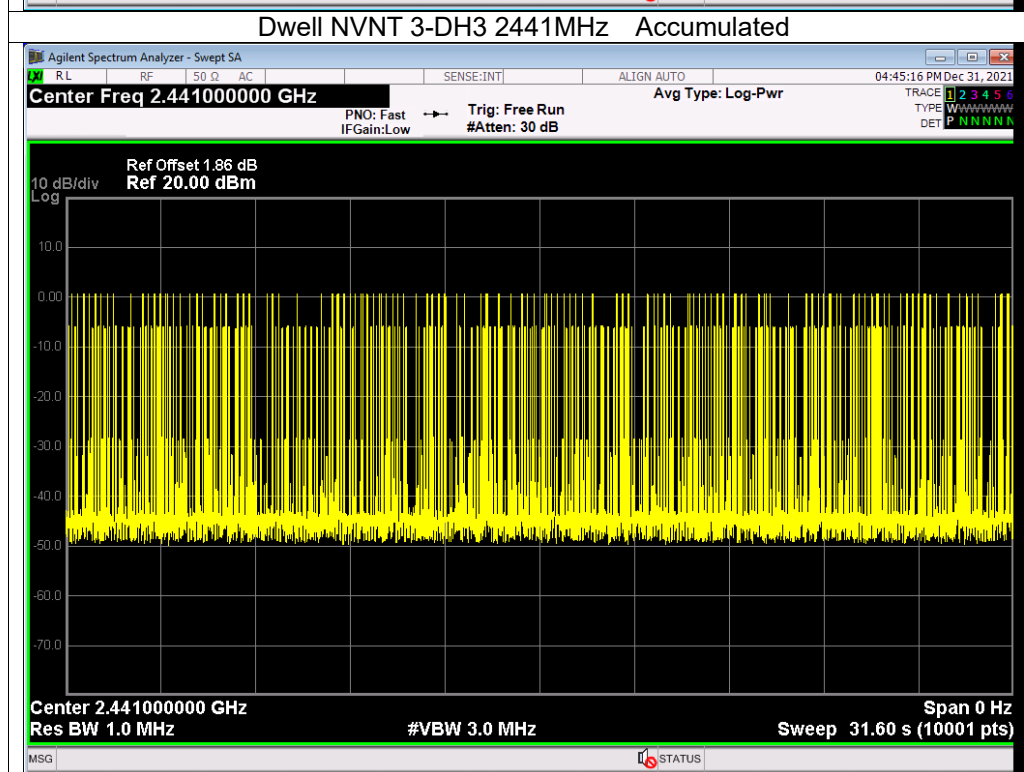 Dwell NVNT 3-DH3 2441MHz Accumulated
Agilent Spectrum Analyzer - Swept SA
LXI RL RF 50 Ω AC SENSE:INT ALIGN AUTO 04:45:16 PM Dec 31, 2021
Center Freq 2.441000000 GHz Avg Type: Log-Pwr TRACE 1 2 3 4 5 6
PNO: Fast Trig: Free Run TYPE WWWWWWW
IFGain:Low #Atten: 30 dB DET P N N N N N
Ref Offset 1.86 dB
10 dB/div Ref 20.00 dBm
Log
10.0
0.00
-10.0
-20.0
-30.0
-40.0
-50.0
-60.0
-70.0
Center 2.441000000 GHz Span 0 Hz
Res BW 1.0 MHz #VBW 3.0 MHz Sweep 31.60 s (10001 pts)
MSG STATUS